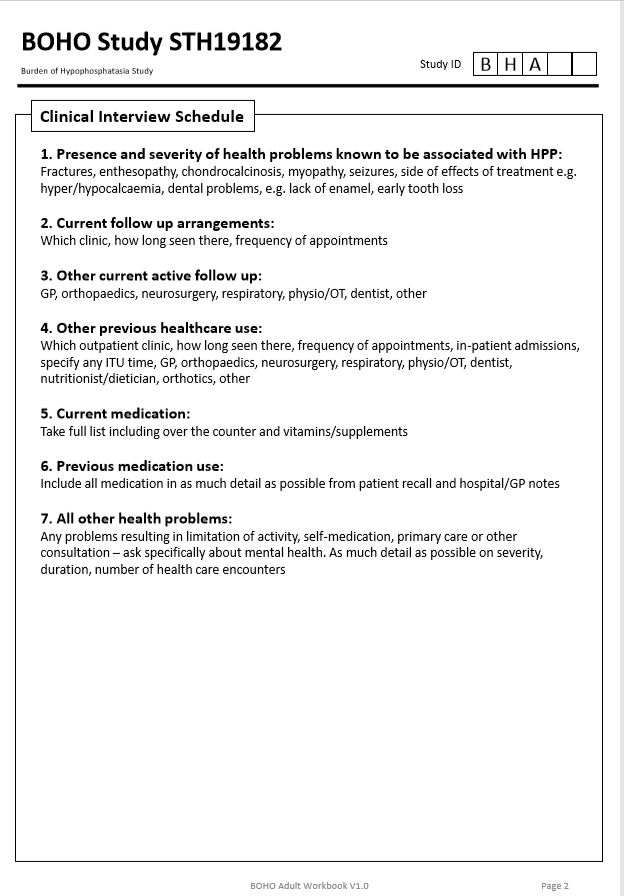 BOHO Study STH19182
Burden of Hypophosphatasia Study
Study ID B H A
Clinical Interview Schedule
1. Presence and severity of health problems known to be associated with HPP:
Fractures, enthesopathy, chondrocalcinosis, myopathy, seizures, side of effects of treatment e.g.
hyper/hypocalcaemia, dental problems, e.g. lack of enamel, early tooth loss
2. Current follow up arrangements:
Which clinic, how long seen there, frequency of appointments
3. Other current active follow up:
GP, orthopaedics, neurosurgery, respiratory, physio/OT, dentist, other
4. Other previous healthcare use:
Which outpatient clinic, how long seen there, frequency of appointments, in-patient admissions,
specify any ITU time, GP, orthopaedics, neurosurgery, respiratory, physio/OT, dentist,
nutritionist/dietician, orthotics, other
5. Current medication:
Take full list including over the counter and vitamins/supplements
6. Previous medication use:
Include all medication in as much detail as possible from patient recall and hospital/GP notes
7. All other health problems:
Any problems resulting in limitation of activity, self-medication, primary care or other
consultation – ask specifically about mental health. As much detail as possible on severity,
duration, number of health care encounters
BOHO Adult Workbook V1.0 Page 2